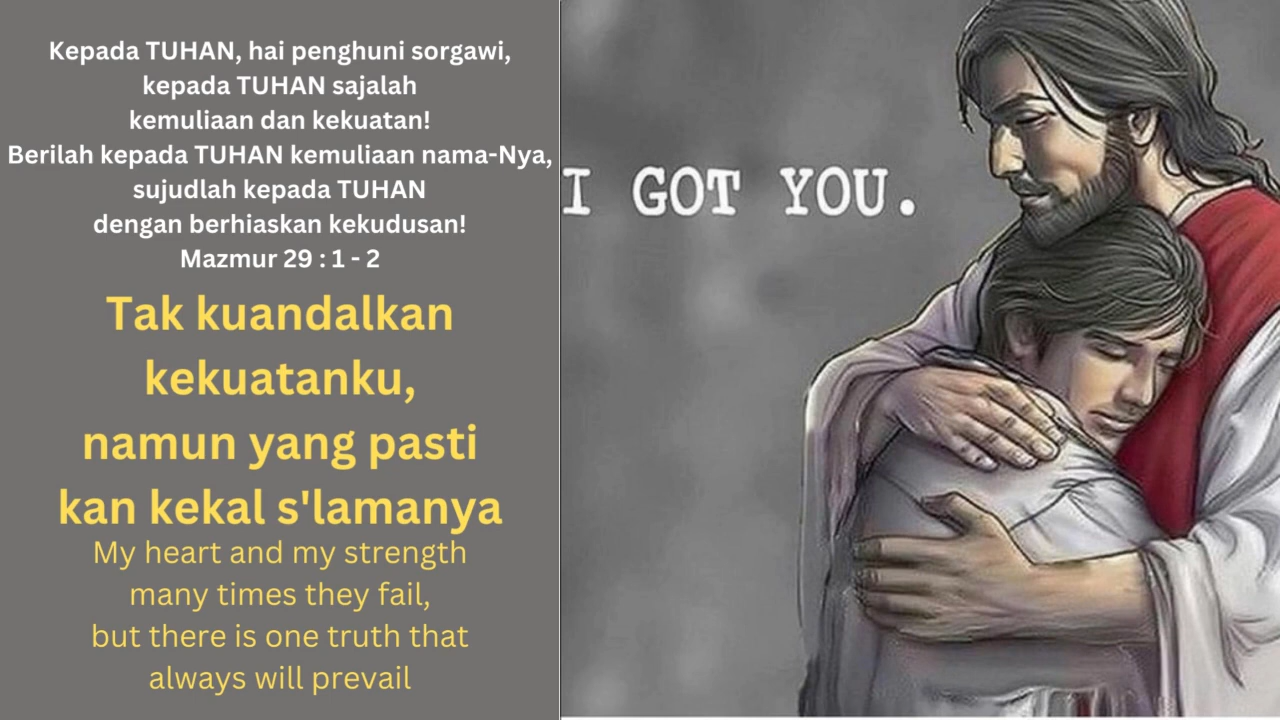 Kepada TUHAN, hai penghuni sorgawi,
kepada TUHAN sajalah
kemuliaan dan kekuatan!
Berilah kepada TUHAN kemuliaan nama-Nya,
sujudlah kepada TUHAN
dengan berhiaskan kekudusan!
Mazmur 29 : 1 - 2
Tak kuandalkan
kekuatanku,
namun yang pasti
kan kekal s'lamanya
My heart and my strength
many times they fail,
but there is one truth that
always will prevail
I GOT YOU.